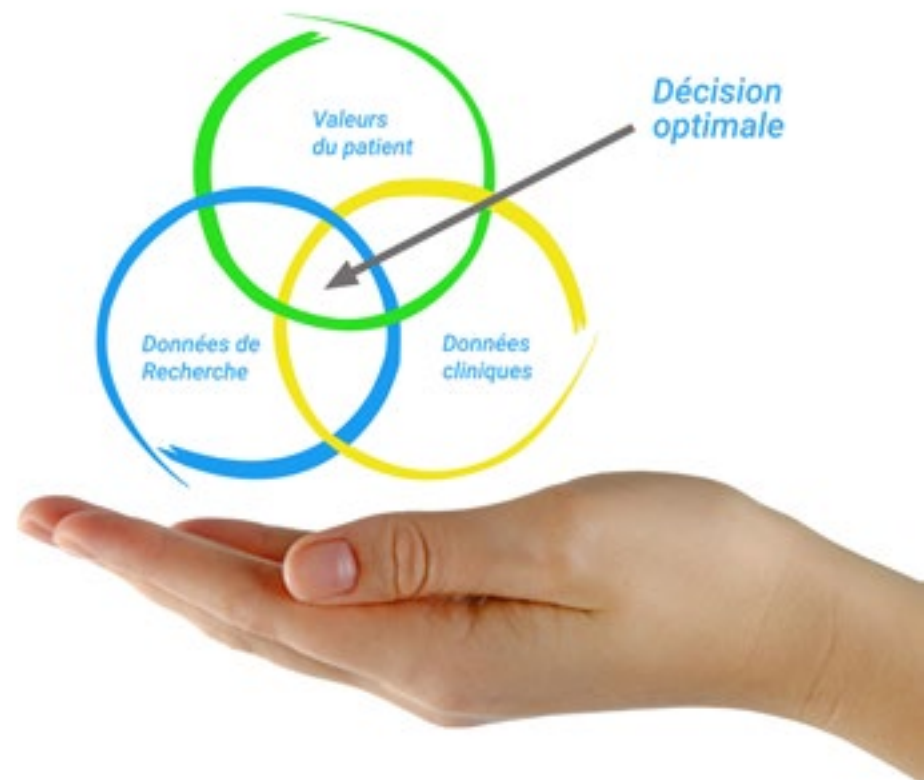 Valeurs
du patient
Décision
optimale
Données de
Recherche
Données
cliniques